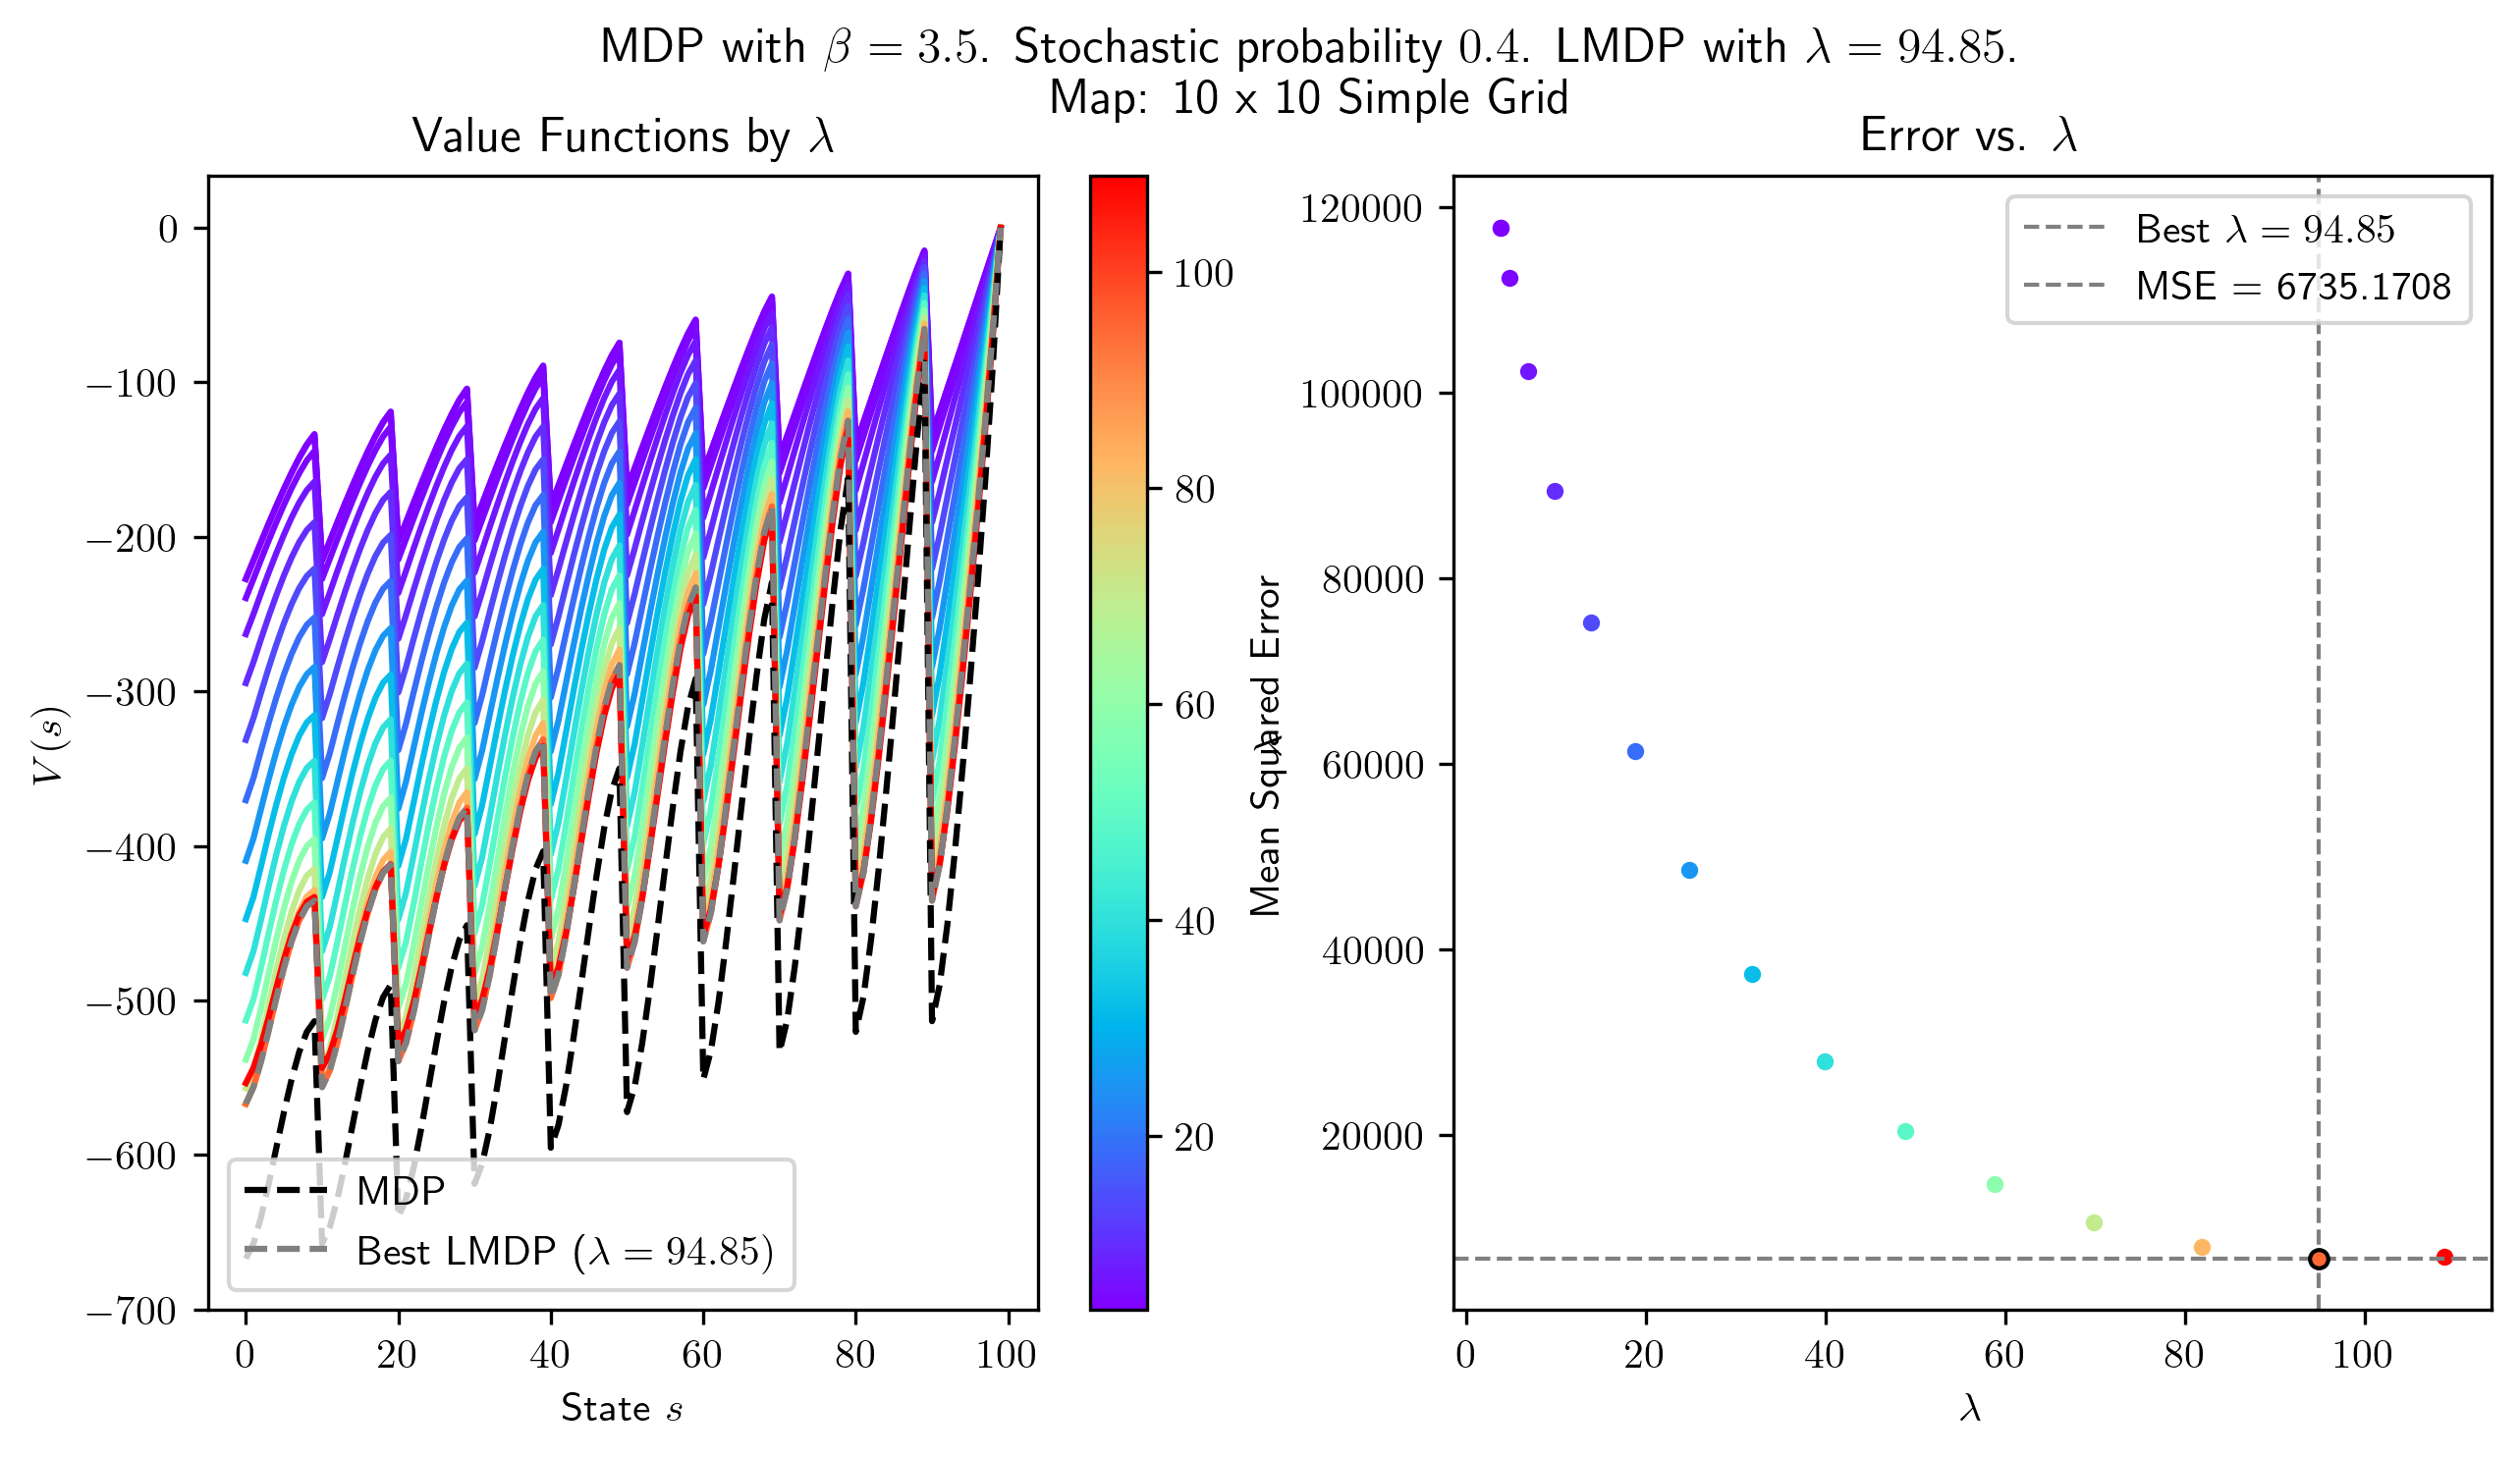 MDP with β = 3.5. Stochastic probability 0.4. LMDP with λ = 94.85.
Map: 10 x 10 Simple Grid
Value Functions by λ
V(s)
0
−100
−200
−300
−400
−500
−600
−700
MDP
Best LMDP (λ = 94.85)
0 20 40 60 80 100
State s
100
80
60
40
20
λ
Error vs. λ
Mean Squared Error
120000
100000
80000
60000
40000
20000
Best λ = 94.85
MSE = 6735.1708
0 20 40 60 80 100
λ